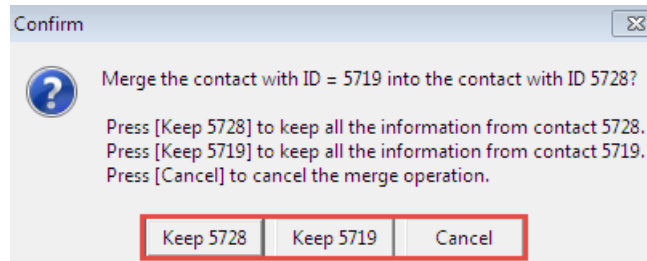 Confirm
Merge the contact with ID = 5719 into the contact with ID 5728?
Press [Keep 5728] to keep all the information from contact 5728.
Press [Keep 5719] to keep all the information from contact 5719.
Press [Cancel] to cancel the merge operation.
Keep 5728 Keep 5719 Cancel